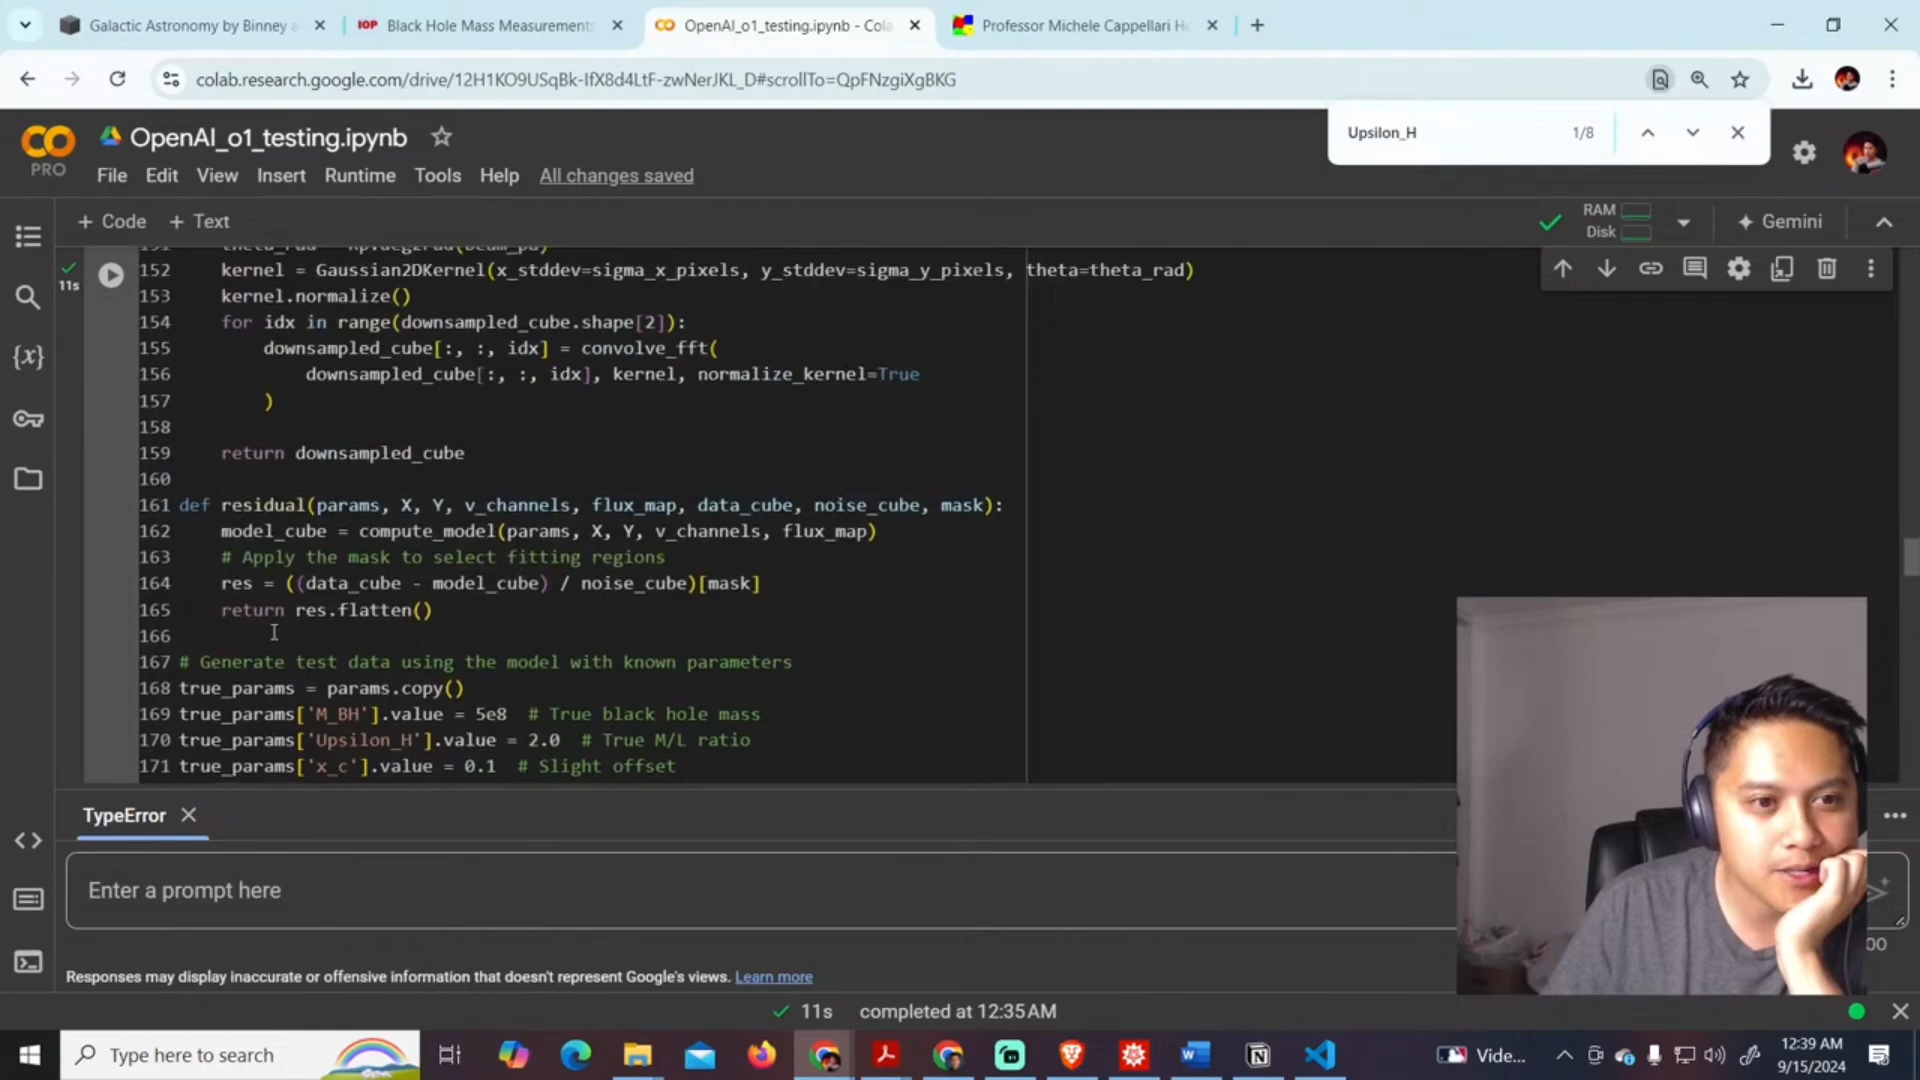 Galactic Astronomy by Binney a
IOP Black Hole Mass Measurements
OpenAI_o1_testing.ipynb - Cola
Professor Michele Cappellari Ho
colab.research.google.com/drive/12H1KO9USqBk-IfX8d4LtF-zwNerJKL_D#scrollTo=QpFNzgiXgBKG
Upsilon_H 1/8
OpenAI_o1_testing.ipynb
PRO
File Edit View Insert Runtime Tools Help All changes saved
+ Code + Text
RAM
Disk
Gemini
11s
152 kernel = Gaussian2DKernel(x_stddev=sigma_x_pixels, y_stddev=sigma_y_pixels, theta=theta_rad)
153 kernel.normalize()
154 for idx in range(downsampled_cube.shape[2]):
155 downsampled_cube[:, :, idx] = convolve_fft(
156 downsampled_cube[:, :, idx], kernel, normalize_kernel=True
157 )
158
159 return downsampled_cube
160
161 def residual(params, X, Y, v_channels, flux_map, data_cube, noise_cube, mask):
162 model_cube = compute_model(params, X, Y, v_channels, flux_map)
163 # Apply the mask to select fitting regions
164 res = ((data_cube - model_cube) / noise_cube)[mask]
165 return res.flatten()
166
167 # Generate test data using the model with known parameters
168 true_params = params.copy()
169 true_params['M_BH'].value = 5e8 # True black hole mass
170 true_params['Upsilon_H'].value = 2.0 # True M/L ratio
171 true_params['x_c'].value = 0.1 # Slight offset
TypeError
Enter a prompt here
Responses may display inaccurate or offensive information that doesn't represent Google's views. Learn more
11s completed at 12:35AM
Type here to search
Vide...
12:39 AM
9/15/2024